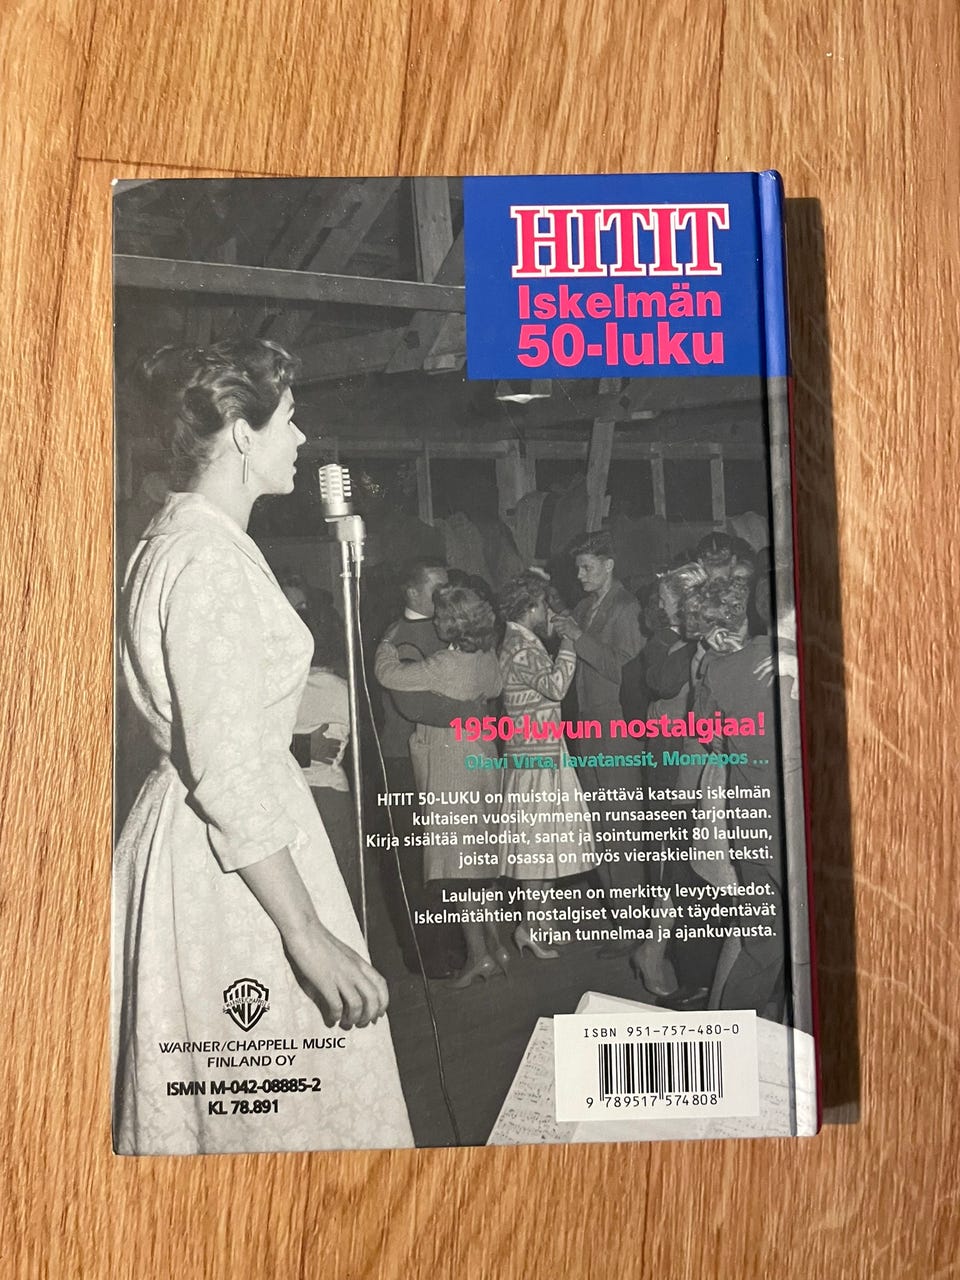 HITIT
Iskelmän
50-luku
1950-luvun nostalgiaa!
Olavi Virta, lavatanssit, Monrepos ...
HITIT 50-LUKU on muistoja herättävä katsaus iskelmän
kultaisen vuosikymmenen runsaaseen tarjontaan.
Kirja sisältää melodiat, sanat ja sointumerkit 80 lauluun,
joista osassa on myös vieraskielinen teksti.
Laulujen yhteyteen on merkitty levytystiedot.
Iskelmätähtien nostalgiset valokuvat täydentävät
kirjan tunnelmaa ja ajankuvausta.
WARNER/CHAPPELL MUSIC
FINLAND OY
ISMN M-042-08885-2
KL 78.891
ISBN 951-757-480-0
9 789517 574808